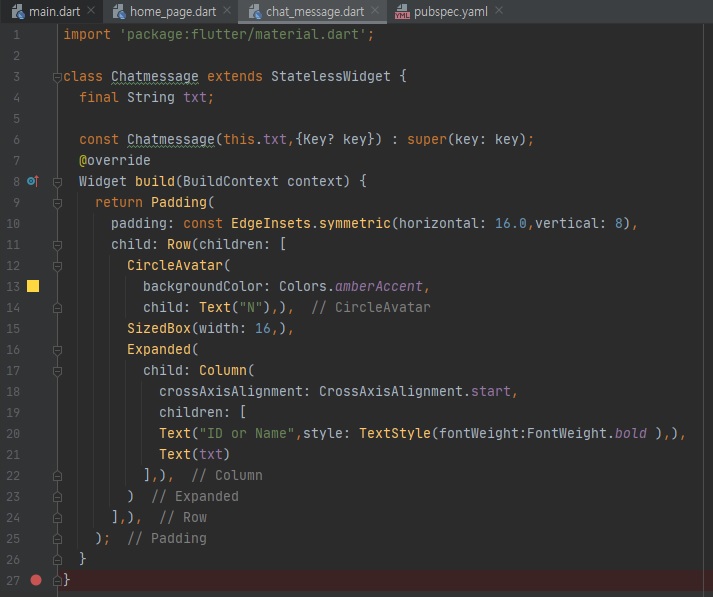 main.dart × home_page.dart × chat_message.dart × YML pubspec.yaml ×
1 import 'package:flutter/material.dart';
2
3 class Chatmessage extends StatelessWidget {
4   final String txt;
5
6   const Chatmessage(this.txt,{Key? key}) : super(key: key);
7   @override
8   Widget build(BuildContext context) {
9     return Padding(
10       padding: const EdgeInsets.symmetric(horizontal: 16.0,vertical: 8),
11       child: Row(children: [
12         CircleAvatar(
13           backgroundColor: Colors.amberAccent,
14           child: Text("N"),),  // CircleAvatar
15         SizedBox(width: 16,),
16         Expanded(
17           child: Column(
18             crossAxisAlignment: CrossAxisAlignment.start,
19             children: [
20             Text("ID or Name",style: TextStyle(fontWeight:FontWeight.bold ),),
21             Text(txt)
22           ],),  // Column
23         )  // Expanded
24       ],),  // Row
25     );  // Padding
26   }
27 }